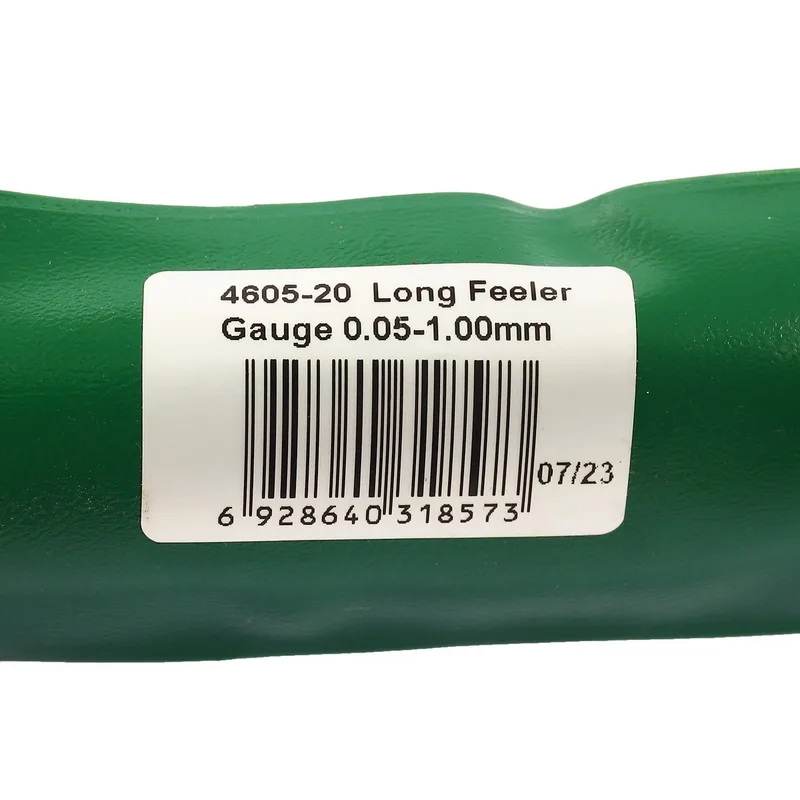 4605-20 Long Feeler
Gauge 0.05-1.00mm
07/23
6 928640 318573